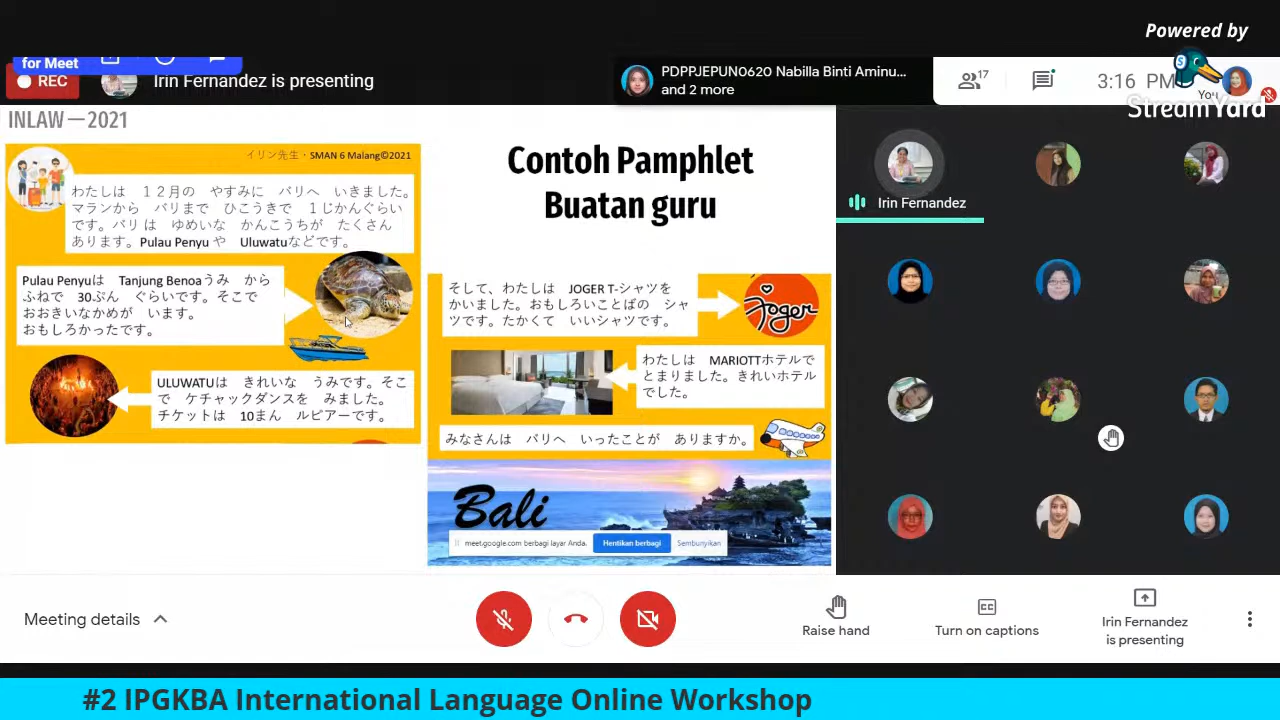 Powered by
StreamYard
for Meet
REC
Irin Fernandez is presenting
PDPPJEPUN0620 Nabilla Binti Aminu...
and 2 more
17
3:16 PM
You
INLAW—2021
イリン先生・SMAN 6 Malang©2021
わたしは　１２月の　やすみに　バリへ　いきました。
マランから　バリまで　ひこうきで　１じかんぐらい
です。バリ は　ゆめいな　かんこうちが　たくさん
あります。Pulau Penyu や　Uluwatuなどです。
Pulau Penyuは　Tanjung Benoaうみ　から
ふねで　30ぷん　ぐらいです。そこで
おおきいなかめが　います。
おもしろかったです。
ULUWATUは　きれいな　うみです。そこ
で　ケチャックダンスを　みました。
チケットは　10まん　ルピアーです。
Contoh Pamphlet
Buatan guru
そして、わたしは　JOGER T-シャツを
かいました。おもしろいことばの　シャ
ツです。たかくて　いいシャツです。
Joger
わたしは　MARIOTTホテルで
とまりました。きれいホテル
でした。
みなさんは　バリへ　いったことが　ありますか。
Bali
meet.google.com berbagi layar Anda.
Hentikan berbagi
Sembunyikan
Irin Fernandez
Meeting details
Raise hand
Turn on captions
Irin Fernandez
is presenting
#2 IPGKBA International Language Online Workshop